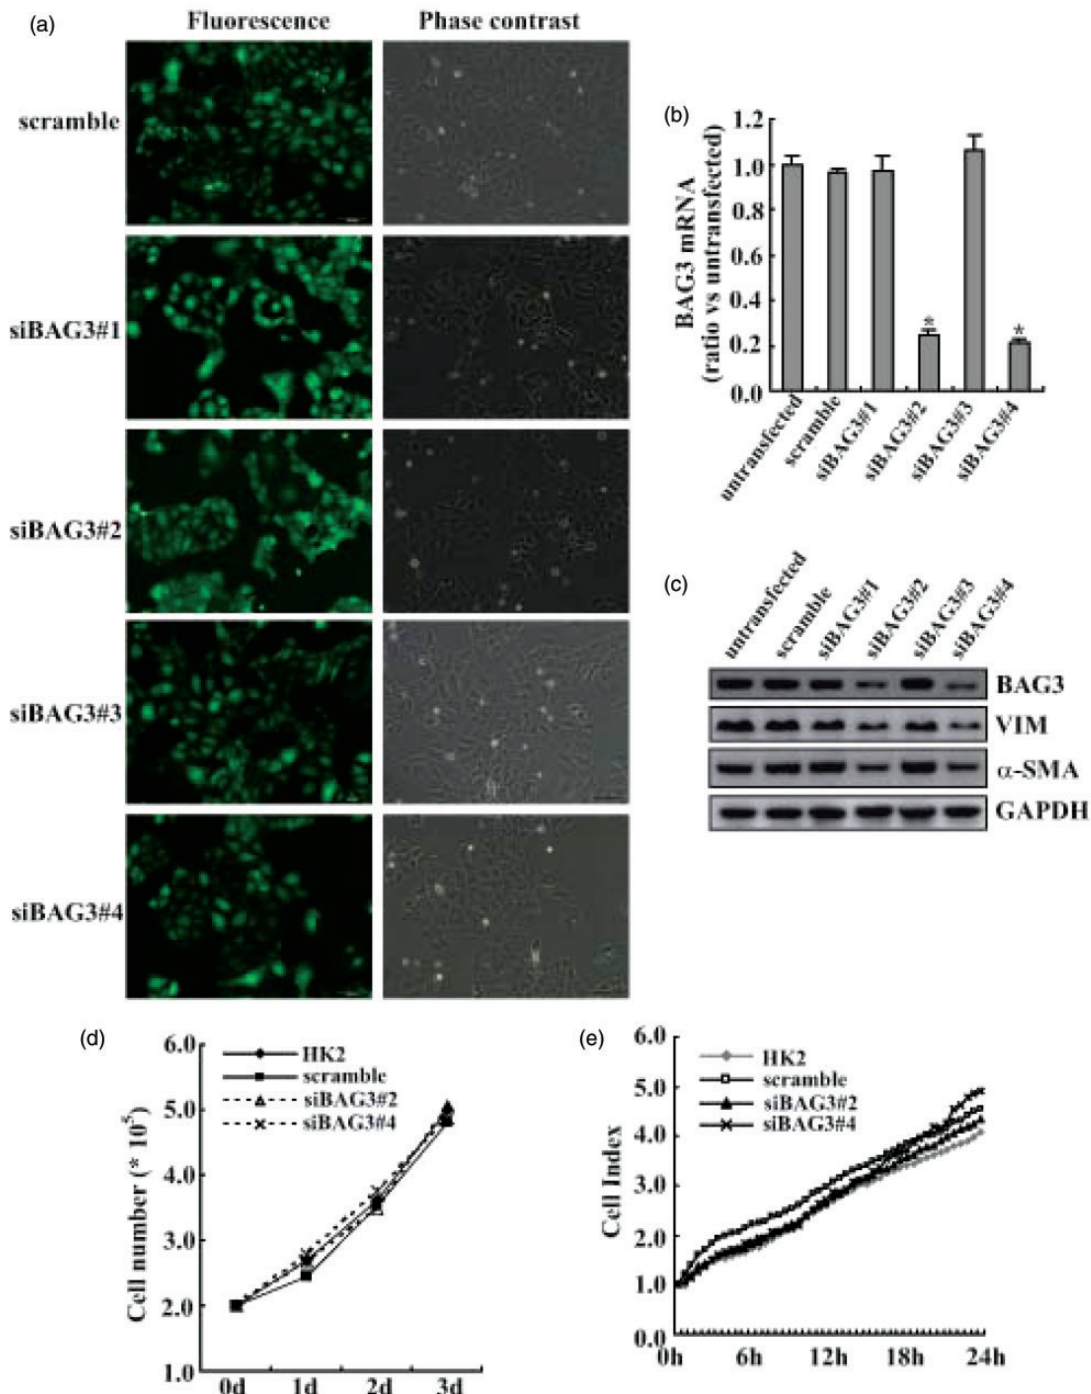 (a)
Fluorescence
Phase contrast
scramble
siBAG3#1
siBAG3#2
siBAG3#3
siBAG3#4
(b)
BAG3 mRNA
(ratio vs untransfected)
1.2
1.0
0.8
0.6
0.4
0.2
0.0
*
*
untransfected
scramble
siBAG3#1
siBAG3#2
siBAG3#3
siBAG3#4
(c)
untransfected
scramble
siBAG3#1
siBAG3#2
siBAG3#3
siBAG3#4
BAG3
VIM
α-SMA
GAPDH
(d)
Cell number (* 10⁵)
6.0
5.0
4.0
3.0
2.0
1.0
HK2
scramble
siBAG3#2
siBAG3#4
0d 1d 2d 3d
(e)
Cell Index
6.0
5.0
4.0
3.0
2.0
1.0
0.0
HK2
scramble
siBAG3#2
siBAG3#4
0h 6h 12h 18h 24h